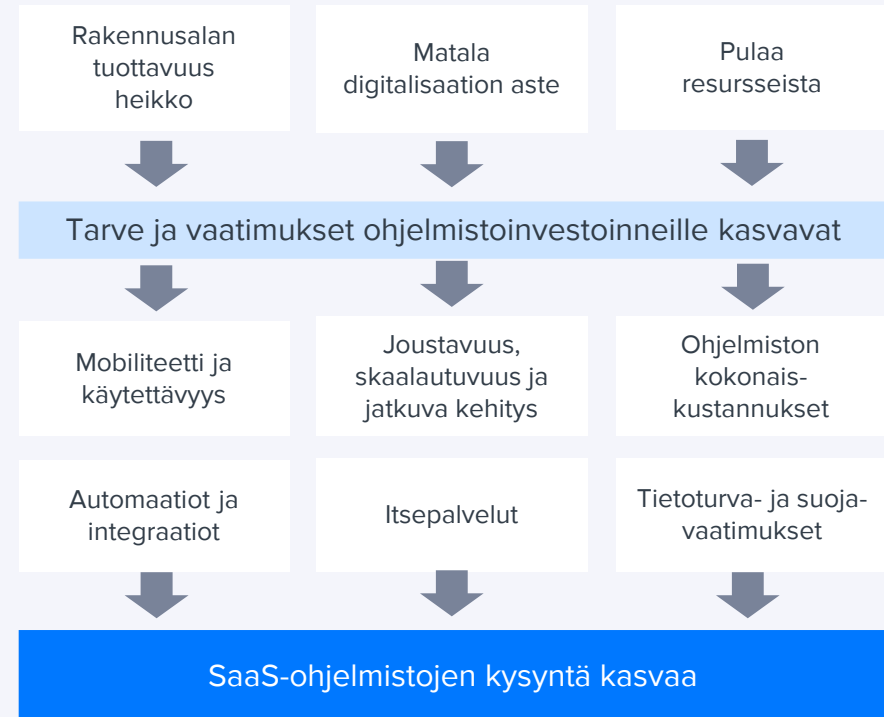 Rakennusalan
tuottavuus
heikko
Matala
digitalisaation aste
Pulaa
resursseista
Tarve ja vaatimukset ohjelmistoinvestoinneille kasvavat
Mobiliteetti ja
käytettävyys
Joustavuus,
skaalautuvuus ja
jatkuva kehitys
Ohjelmiston
kokonais-
kustannukset
Automaatiot ja
integraatiot
Itsepalvelut
Tietoturva- ja suoja-
vaatimukset
SaaS-ohjelmistojen kysyntä kasvaa